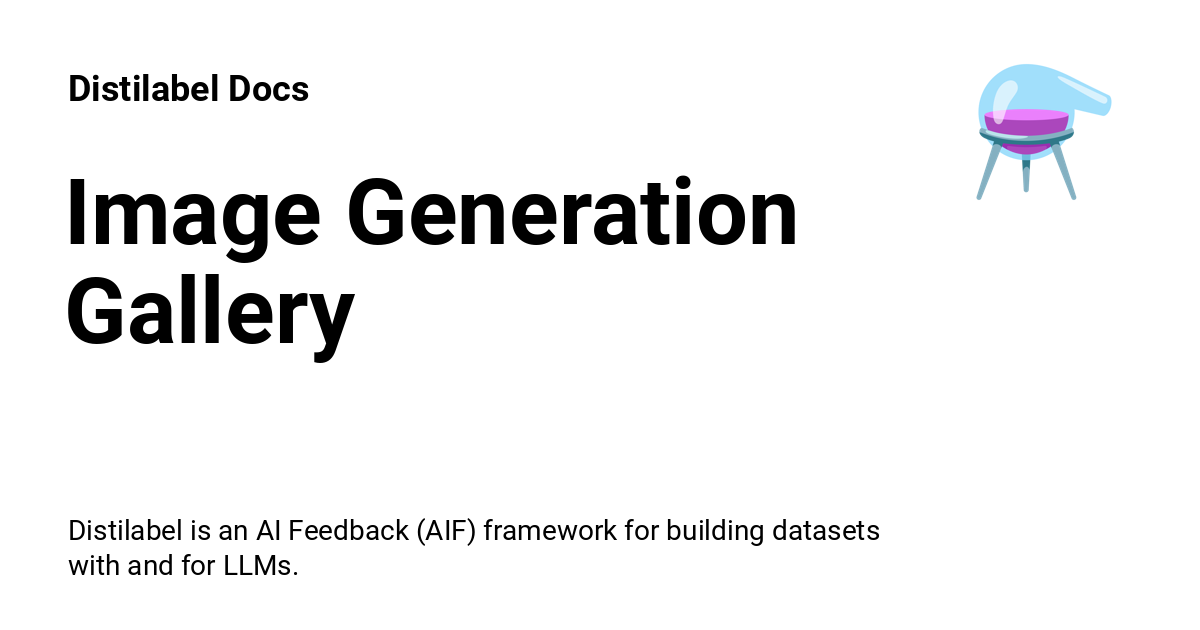 Distilabel Docs
Image Generation
Gallery
Distilabel is an AI Feedback (AIF) framework for building datasets
with and for LLMs.